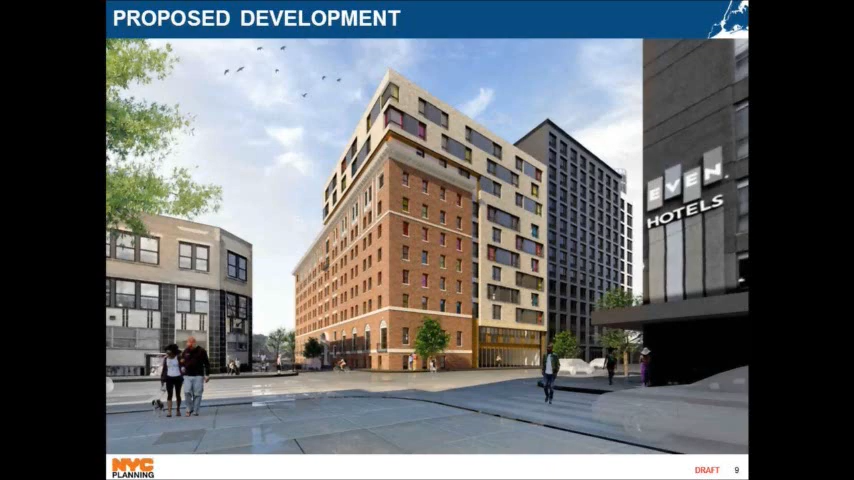 PROPOSED DEVELOPMENT
EVEN
HOTELS
NYC
PLANNING
DRAFT
9